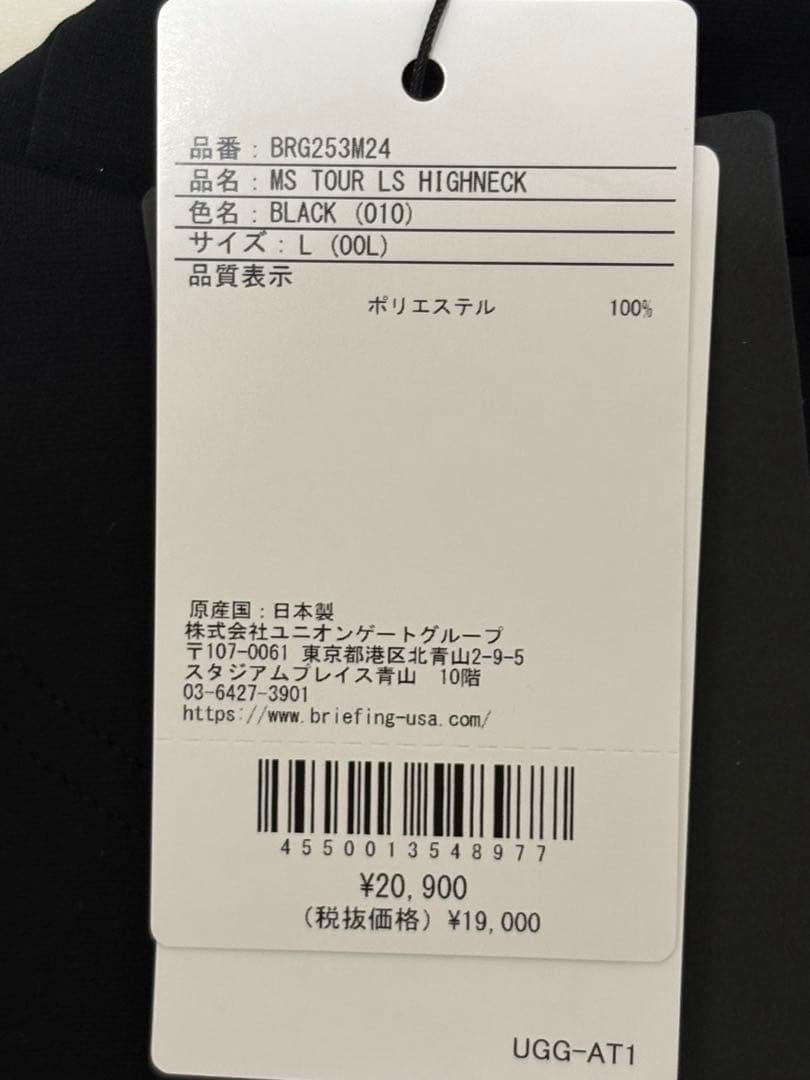 品番：BRG253M24
品名：MS TOUR LS HIGHNECK
色名：BLACK (010)
サイズ：L (00L)
品質表示
ポリエステル 100%
原産国：日本製
株式会社ユニオンゲートグループ
〒107-0061 東京都港区北青山2-9-5
スタジアムプレイス青山 10階
03-6427-3901
https://www.briefing-usa.com/
4550013548977
¥20,900
(税抜価格) ¥19,000
UGG-AT1